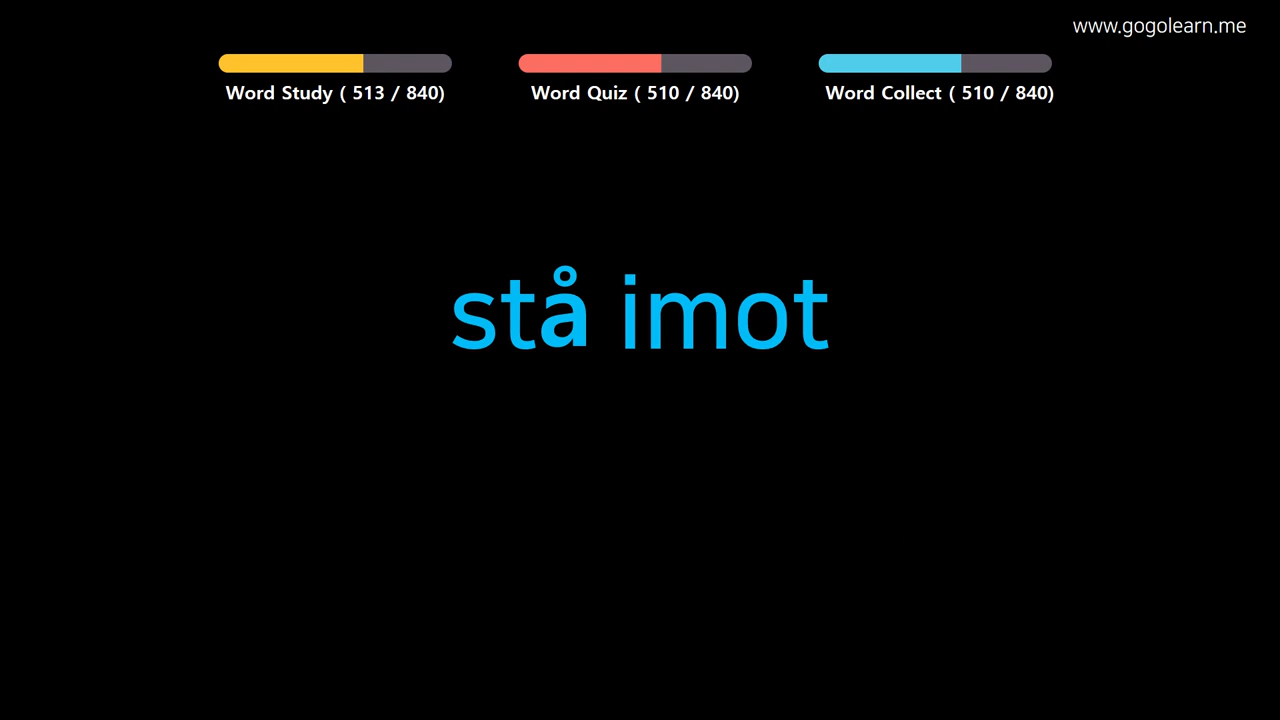 www.gogolearn.me
Word Study ( 513 / 840)
Word Quiz ( 510 / 840)
Word Collect ( 510 / 840)
stå imot